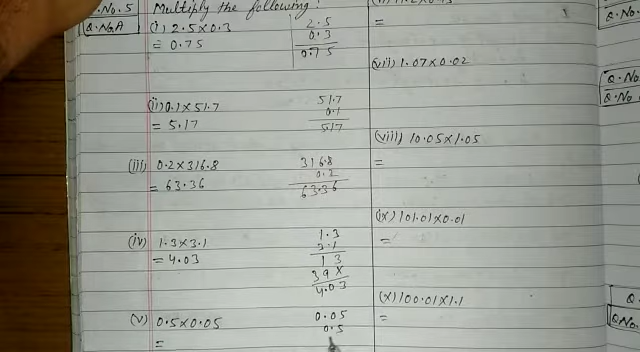 .No.5 Multiply the following:
Q.No.A (i) 2.5×0.3
= 0.75
2.5
0.3
0.75
(ii) 0.1×51.7
= 5.17
51.7
0.1
5.17
(iii) 0.2×316.8
= 63.36
316.8
0.2
63.36
(iv) 1.3×3.1
= 4.03
1.3
3.1
13
39×
4.03
(v) 0.5×0.05
=
0.05
0.5
=
(vii) 1.07×0.02
(viii) 10.05×1.05
=
(ix) 101.01×0.01
=
(x) 100.01×1.1
=
Q.No.
Q.No
Q.No.
Q.
Q.No.